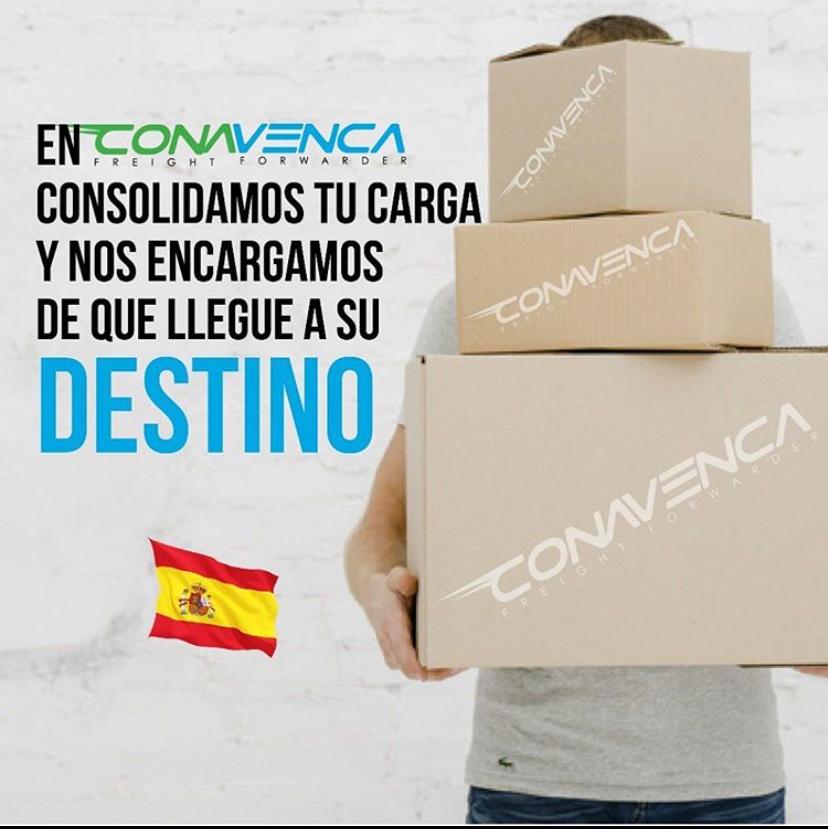 EN CONAVENCA
FREIGHT FORWARDER
CONSOLIDAMOS TU CARGA
Y NOS ENCARGAMOS
DE QUE LLEGUE A SU
DESTINO
CONAVENCA
FREIGHT FORWARDER
CONAVENCA
FREIGHT FORWARDER
CONAVENCA
FREIGHT FORWARDER